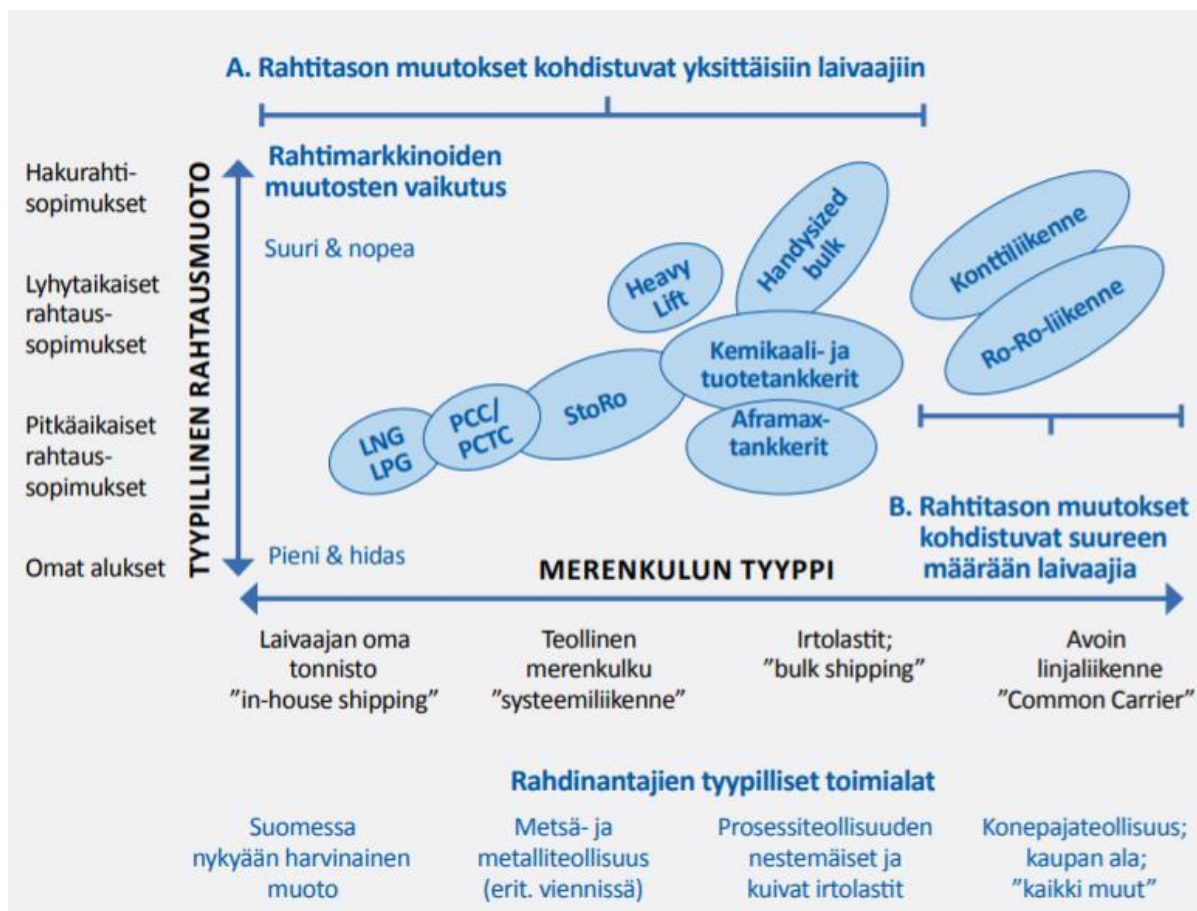 A. Rahtitason muutokset kohdistuvat yksittäisiin laivaajiin
Rahtimarkkinoiden
muutosten vaikutus
Suuri & nopea
Pieni & hidas
TYYPILLINEN RAHTAUSMUOTO
Hakurahti-
sopimukset
Lyhytaikaiset
rahtaus-
sopimukset
Pitkäaikaiset
rahtaus-
sopimukset
Omat alukset
LNG
LPG
PCC/
PCTC
StoRo
Heavy
Lift
Handysized
bulk
Kemikaali- ja
tuotetankkerit
Aframax-
tankkerit
Konttiliikenne
Ro-Ro-liikenne
B. Rahtitason muutokset
kohdistuvat suureen
määrään laivaajia
MERENKULUN TYYPPI
Laivaajan oma
tonnisto
”in-house shipping”
Teollinen
merenkulku
”systeemiliikenne”
Irtolastit;
”bulk shipping”
Avoin
linjaliikenne
”Common Carrier”
Rahdinantajien tyypilliset toimialat
Suomessa
nykyään harvinainen
muoto
Metsä- ja
metalliteollisuus
(erit. viennissä)
Prosessiteollisuuden
nestemäiset ja
kuivat irtolastit
Konepajateollisuus;
kaupan ala;
”kaikki muut”